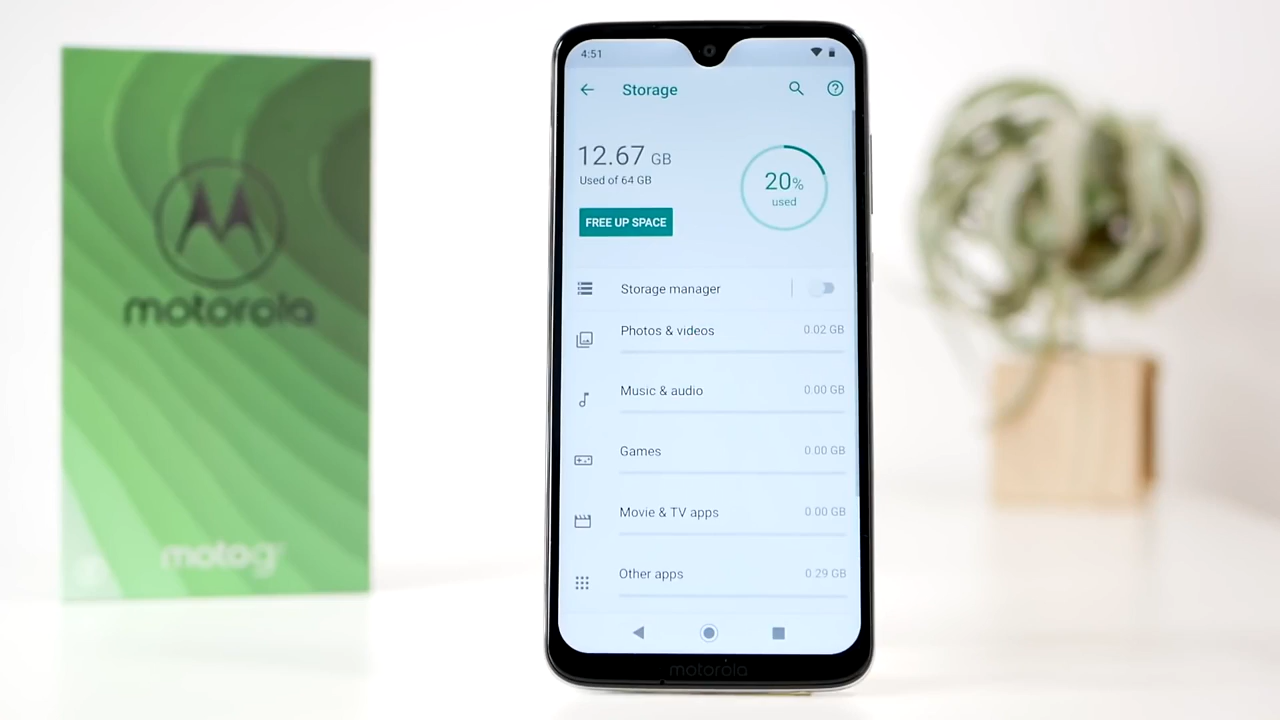 motorola
moto g7
4:51
Storage
12.67 GB
Used of 64 GB
20%
used
FREE UP SPACE
Storage manager
Photos & videos 0.02 GB
Music & audio 0.00 GB
Games 0.00 GB
Movie & TV apps 0.00 GB
Other apps 0.29 GB
motorola